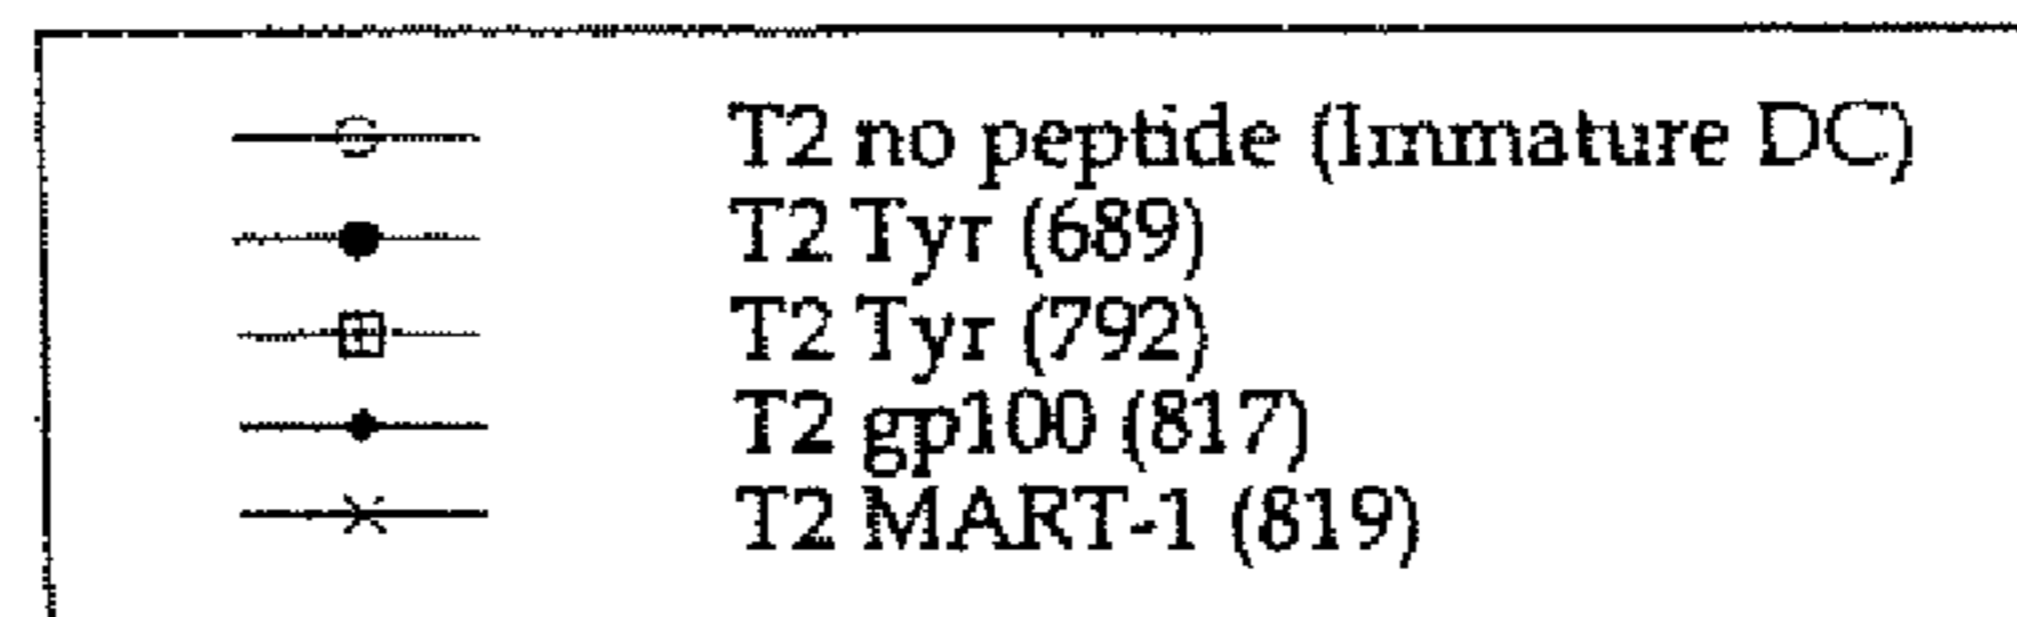 T2 no peptide (Immature DC)
T2 Tyr (689)
T2 Tyr (792)
T2 gp100 (817)
T2 MART-1 (819)